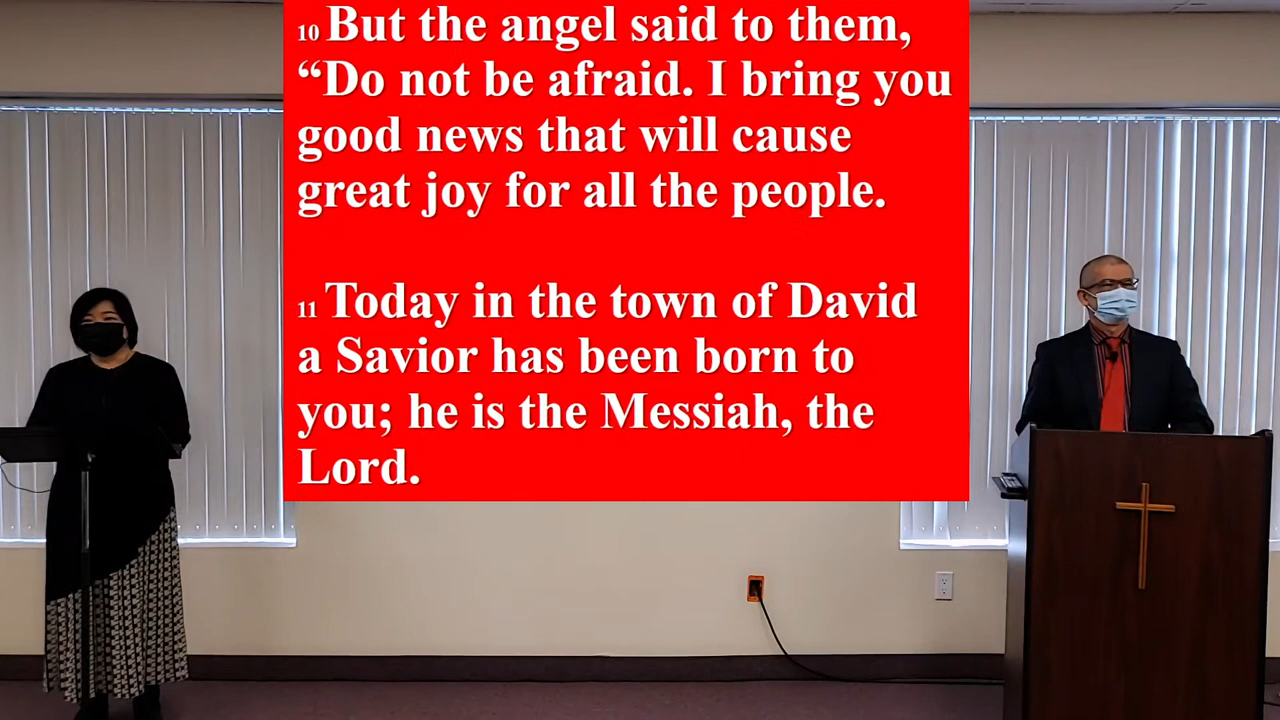 10 But the angel said to them,
“Do not be afraid. I bring you
good news that will cause
great joy for all the people.
11 Today in the town of David
a Savior has been born to
you; he is the Messiah, the
Lord.